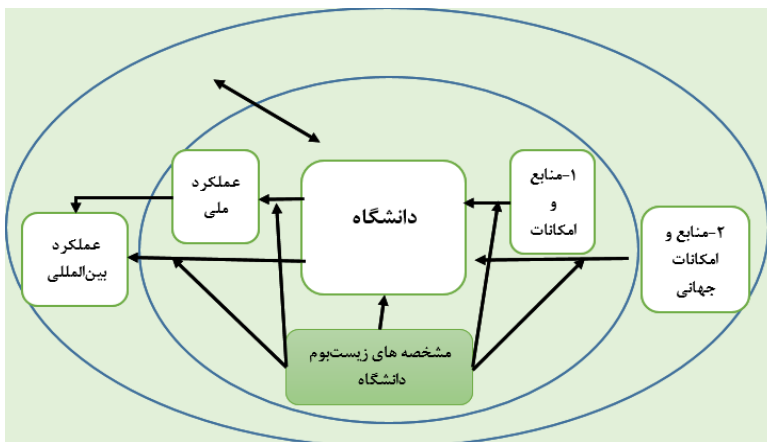 ۱-منابع
و
امکانات
۲-منابع و
امکانات
جهانی
دانشگاه
عملکرد
ملی
عملکرد
بین‌المللی
مشخصه های زیست‌بوم
دانشگاه